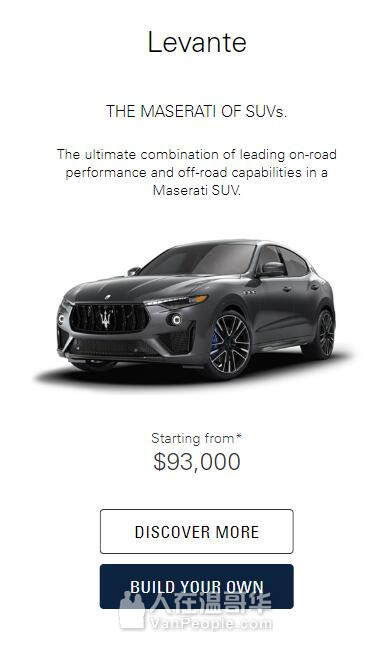 Levante
THE MASERATI OF SUVs.
The ultimate combination of leading on-road
performance and off-road capabilities in a
Maserati SUV.
Starting from*
$93,000
DISCOVER MORE
BUILD YOUR OWN
人在温哥华
VanPeople.com